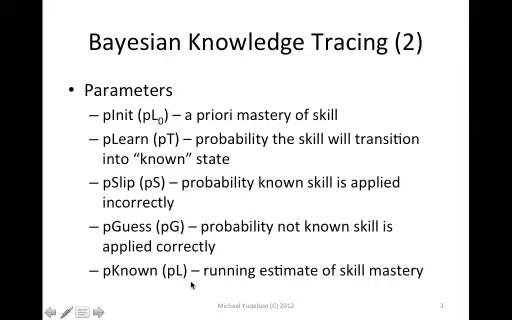 Bayesian Knowledge Tracing (2)
• Parameters
– pInit (pL0) – a priori mastery of skill
– pLearn (pT) – probability the skill will transition
into “known” state
– pSlip (pS) – probability known skill is applied
incorrectly
– pGuess (pG) – probability not known skill is
applied correctly
– pKnown (pL) – running estimate of skill mastery
Michael Yudelson (C) 2012
3